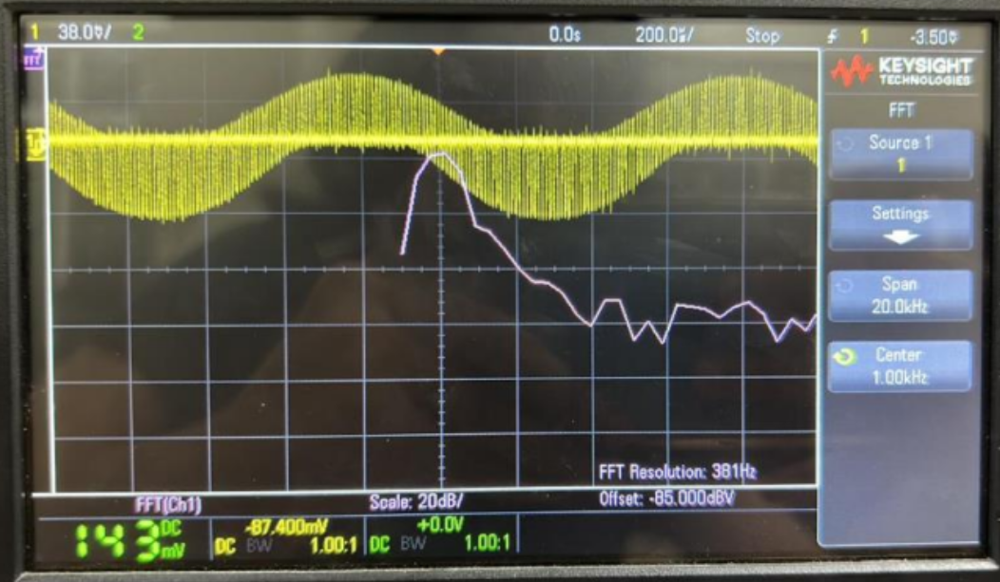 1 38.0V/ 2 0.0s 200.0µ/ Stop 1 -3.50V
FFT
KEYSIGHT
TECHNOLOGIES
FFT
Source 1
1
Settings
Span
20.0kHz
Center
1.00kHz
FFT Resolution: 381Hz
FFT(Ch1) Scale: 20dB/ Offset: -85.000dBV
143 DC mV
-87.400mV
DC BW 1.00:1
+0.0V
DC BW 1.00:1